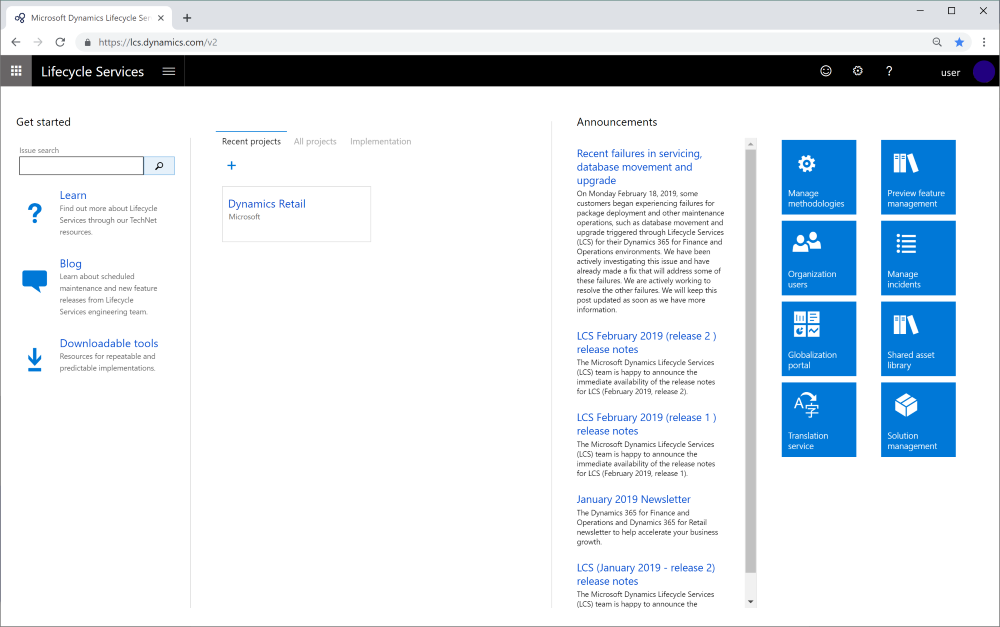 Microsoft Dynamics Lifecycle Ser
https://lcs.dynamics.com/v2
Lifecycle Services
?
user
Get started
Issue search
Learn
Find out more about Lifecycle
Services through our TechNet
resources.
Blog
Learn about scheduled
maintenance and new feature
releases from Lifecycle
Services engineering team.
Downloadable tools
Resources for repeatable and
predictable implementations.
Recent projects
All projects
Implementation
+
Dynamics Retail
Microsoft
Announcements
Recent failures in servicing,
database movement and
upgrade
On Monday February 18, 2019, some
customers began experiencing failures for
package deployment and other maintenance
operations, such as database movement and
upgrade triggered through Lifecycle Services
(LCS) for their Dynamics 365 for Finance and
Operations environments. We have been
actively investigating this issue and have
already made a fix that will address some of
these failures. We are actively working to
resolve the other failures. We will keep this
post updated as soon as we have more
information.
LCS February 2019 (release 2 )
release notes
The Microsoft Dynamics Lifecycle Services
(LCS) team is happy to announce the
immediate availability of the release notes
for LCS (February 2019, release 2).
LCS February 2019 (release 1 )
release notes
The Microsoft Dynamics Lifecycle Services
(LCS) team is happy to announce the
immediate availability of the release notes
for LCS (February 2019, release 1).
January 2019 Newsletter
The Dynamics 365 for Finance and
Operations and Dynamics 365 for Retail
newsletter to help accelerate your business
growth.
LCS (January 2019 - release 2)
release notes
The Microsoft Dynamics Lifecycle Services
(LCS) team is happy to announce the
Manage
methodologies
Preview feature
management
Organization
users
Manage
incidents
Globalization
portal
Shared asset
library
A字
Translation
service
Solution
management